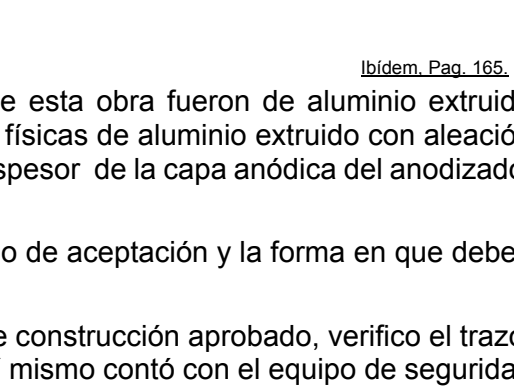 Ibídem, Pag. 165.
e esta obra fueron de aluminio extruid
físicas de aluminio extruido con aleació
spesor de la capa anódica del anodizado
o de aceptación y la forma en que debe
e construcción aprobado, verifico el trazo
mismo contó con el equipo de segurida